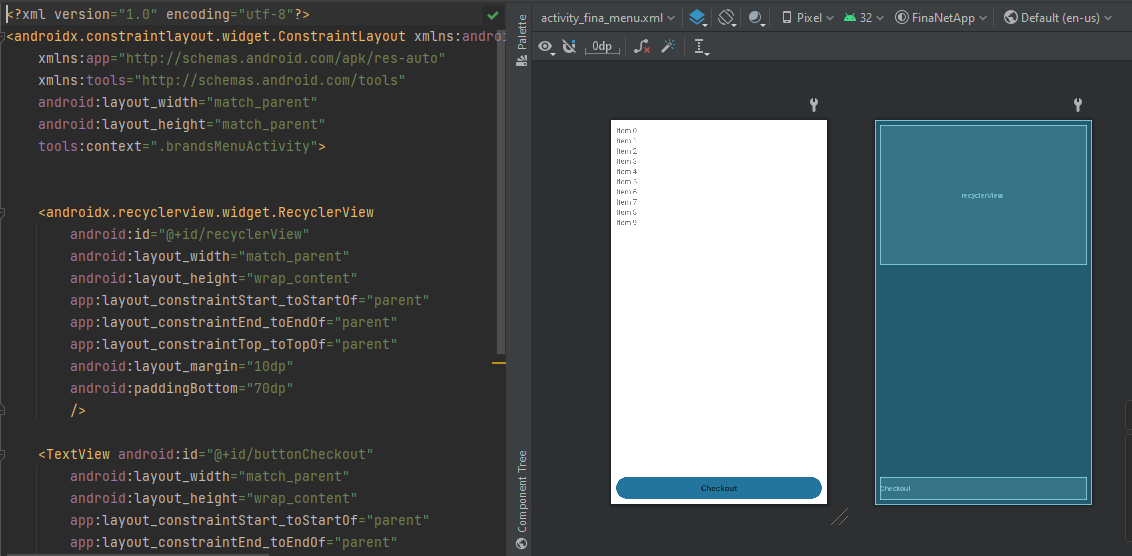 <?xml version="1.0" encoding="utf-8"?>
<androidx.constraintlayout.widget.ConstraintLayout xmlns:andro
xmlns:app="http://schemas.android.com/apk/res-auto"
xmlns:tools="http://schemas.android.com/tools"
android:layout_width="match_parent"
android:layout_height="match_parent"
tools:context=".brandsMenuActivity">
<androidx.recyclerview.widget.RecyclerView
android:id="@+id/recyclerView"
android:layout_width="match_parent"
android:layout_height="wrap_content"
app:layout_constraintStart_toStartOf="parent"
app:layout_constraintEnd_toEndOf="parent"
app:layout_constraintTop_toTopOf="parent"
android:layout_margin="10dp"
android:paddingBottom="70dp"
/>
<TextView android:id="@+id/buttonCheckout"
android:layout_width="match_parent"
android:layout_height="wrap_content"
app:layout_constraintStart_toStartOf="parent"
app:layout_constraintEnd_toEndOf="parent"
Palette
Component Tree
activity_fina_menu.xml
Pixel
32
FinaNetApp
Default (en-us)
0dp
Item 0
Item 1
Item 2
Item 3
Item 4
Item 5
Item 6
Item 7
Item 8
Item 9
Checkout
recyclerView
Checkout